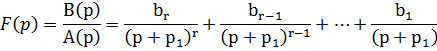 F(p) = B(p)/A(p) = b_r/(p + p_1)^r + b_{r−1}/(p + p_1)^{r−1} + ⋯ + b_1/(p + p_1)